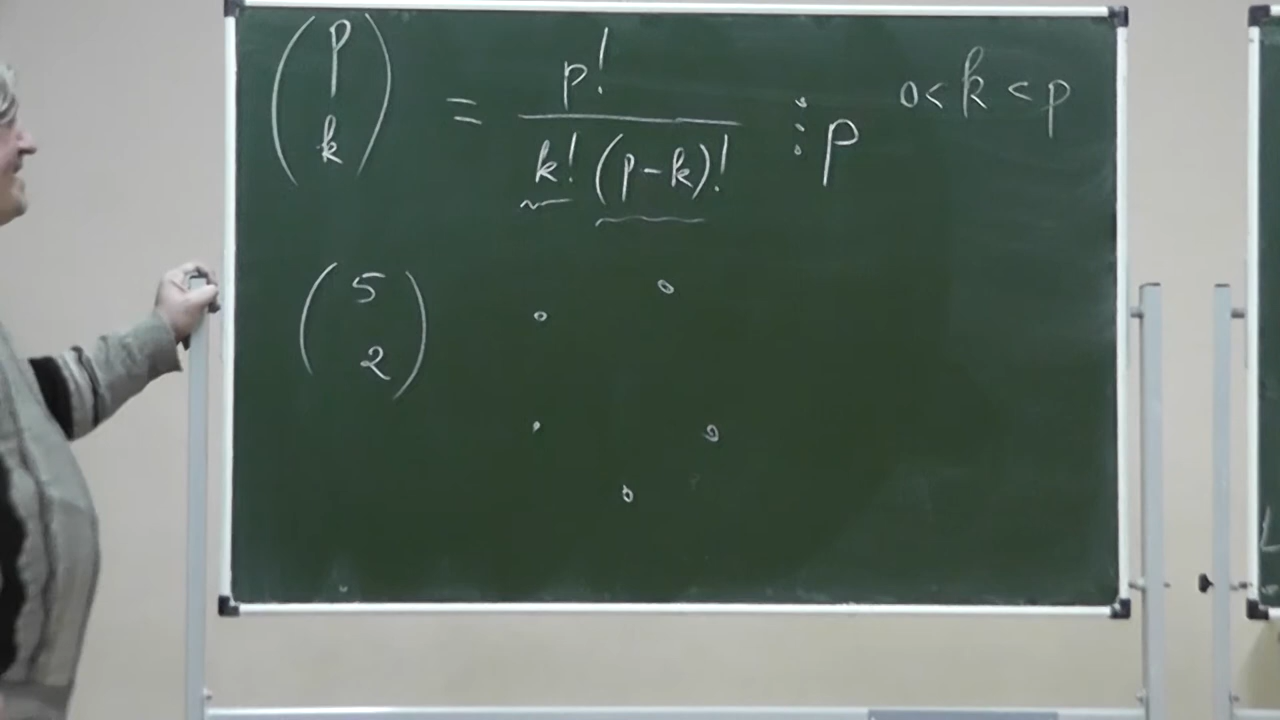 (p k) = p! / k! (p-k)! ⋮ p 0 < k < p
(5 2)